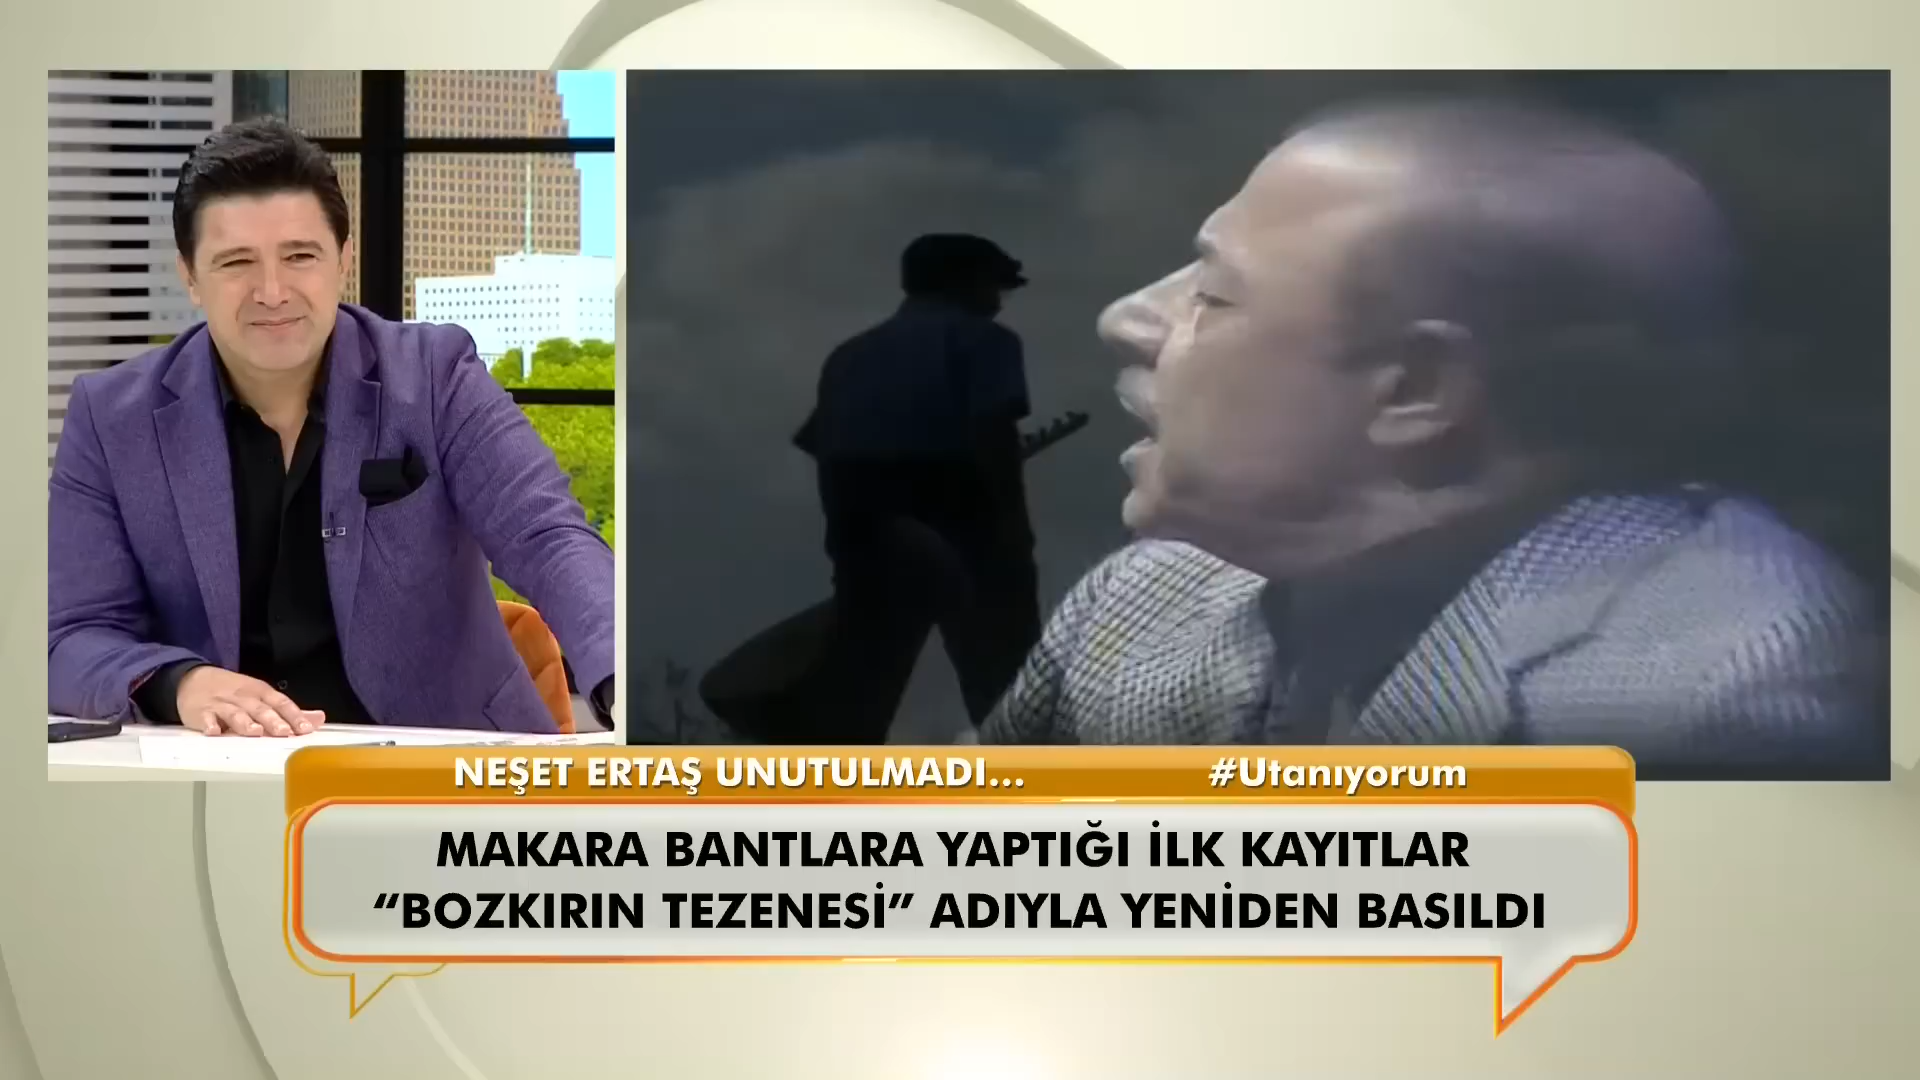 NEŞET ERTAŞ UNUTULMADI... #Utanıyorum
MAKARA BANTLARA YAPTIĞI İLK KAYITLAR
“BOZKIRIN TEZENESİ” ADIYLA YENİDEN BASILDI